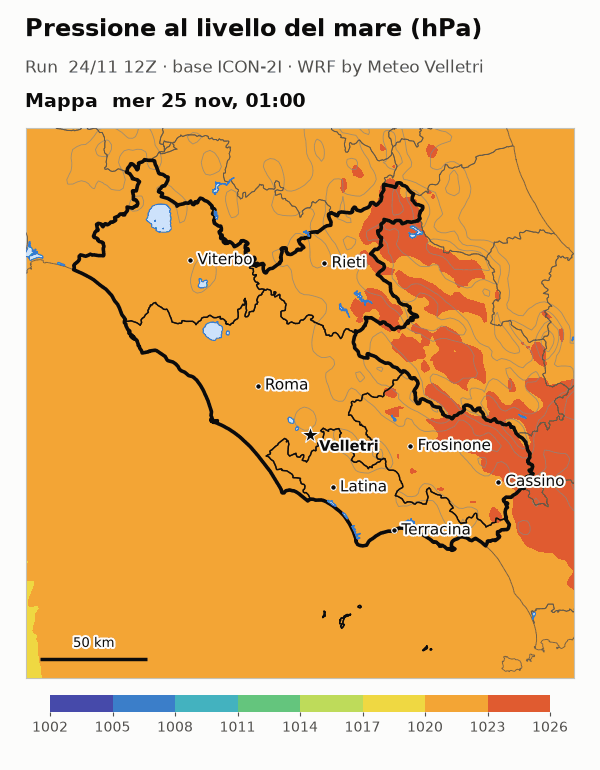 Pressione al livello del mare (hPa)
Run  24/11 12Z · base ICON-2I · WRF by Meteo Velletri
Mappa  mer 25 nov, 01:00
Viterbo
Rieti
Roma
Velletri
Frosinone
Latina
Cassino
Terracina
50 km
1002 1005 1008 1011 1014 1017 1020 1023 1026